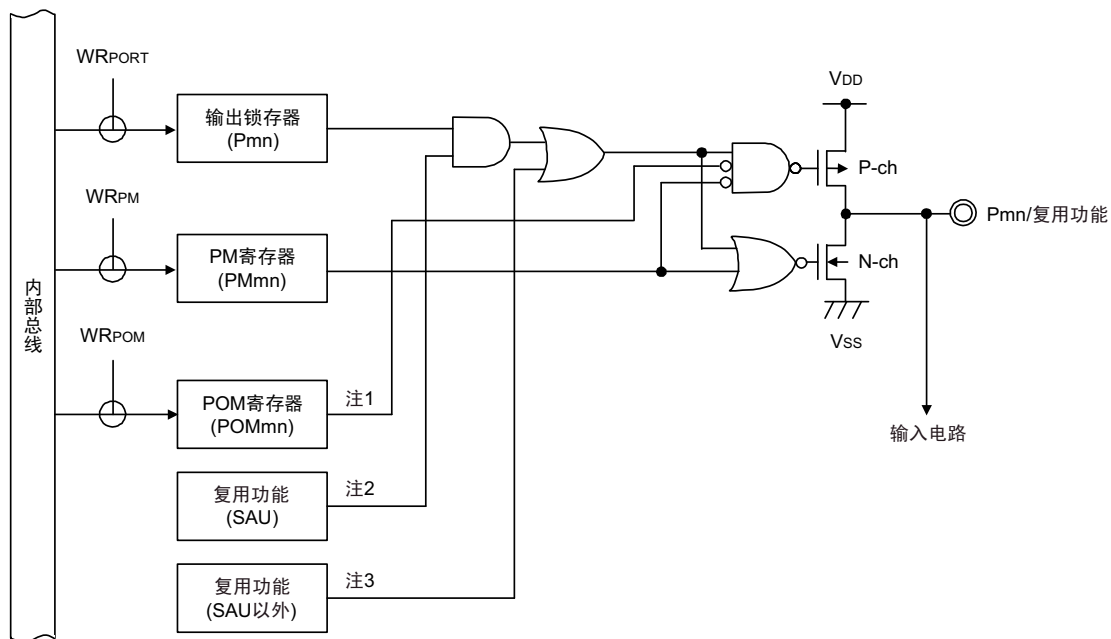 内部总线
WRPORT
输出锁存器
(Pmn)
WRPM
PM寄存器
(PMmn)
WRPOM
POM寄存器
(POMmn)
注1
复用功能
(SAU)
注2
复用功能
(SAU以外)
注3
VDD
P-ch
Pmn/复用功能
N-ch
VSS
输入电路